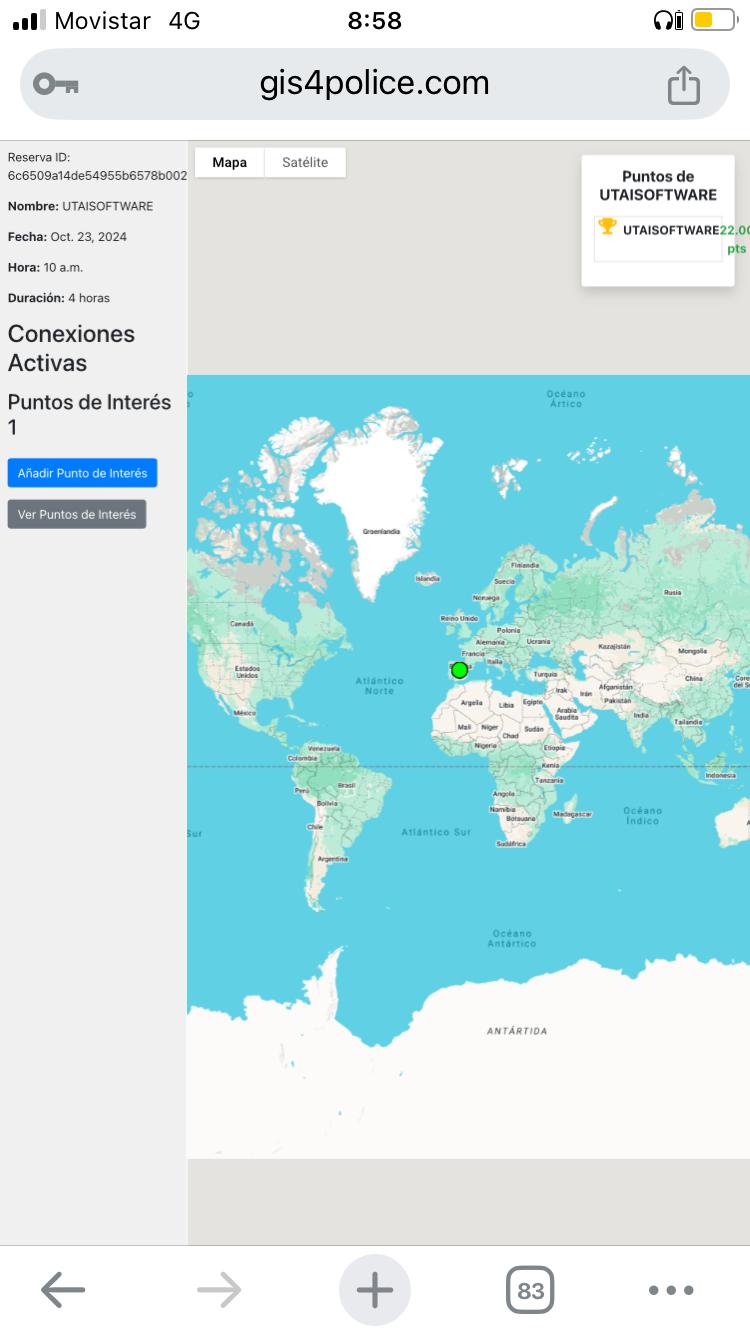 Movistar 4G 8:58
gis4police.com
Reserva ID:
6c6509a14de54955b6578b002
Nombre: UTAISOFTWARE
Fecha: Oct. 23, 2024
Hora: 10 a.m.
Duración: 4 horas
Conexiones
Activas
Puntos de Interés
1
Añadir Punto de Interés
Ver Puntos de Interés
Mapa Satélite
Puntos de
UTAISOFTWARE
UTAISOFTWARE 22.00
pts
Océano
Ártico
Groenlandia
Islandia
Finlandia
Suecia
Noruega
Rusia
Reino Unido
Canadá
Polonia
Alemania
Ucrania
Francia
Kazajistán
Mongolia
Italia
Estados
Unidos
Atlántico
Norte
Turquía
China
Irak
Irán
Afganistán
Pakistán
Argelia
Libia
Egipto
Arabia
Saudita
México
India
Malí
Níger
Sudán
Tailandia
Chad
Nigeria
Etiopía
Venezuela
Colombia
Kenia
Indonesia
Tanzania
Perú
Brasil
Angola
Bolivia
Namibia
Madagascar
Botsuana
Océano
Índico
Chile
Atlántico Sur
Sudáfrica
Argentina
Océano
Antártico
ANTÁRTIDA
83